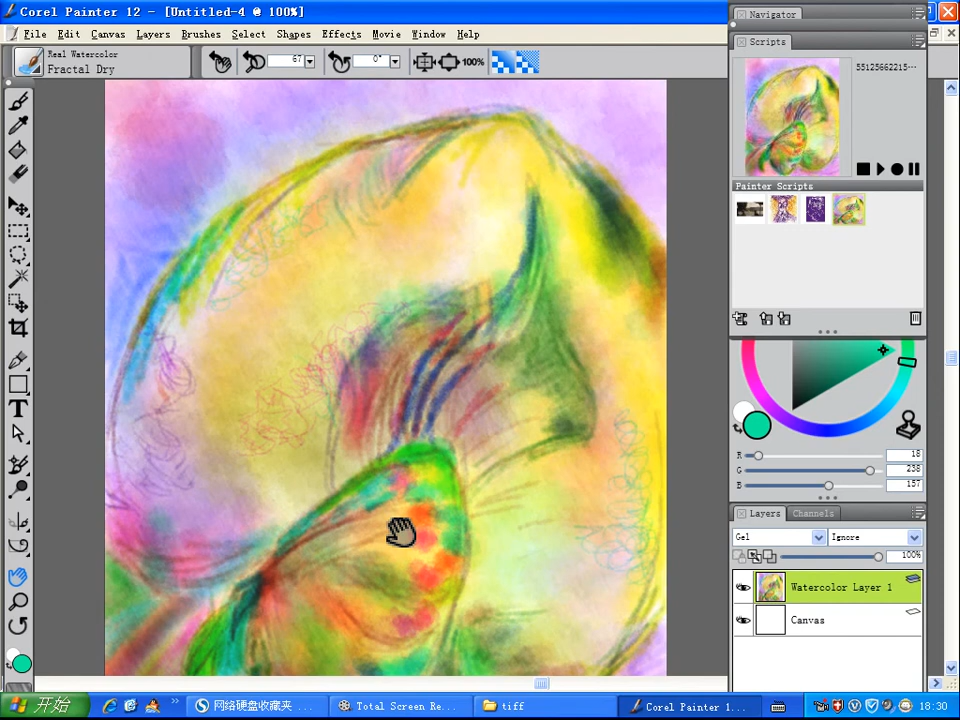 Corel Painter 12 - [Untitled-4 @ 100%]
File Edit Canvas Layers Brushes Select Shapes Effects Movie Window Help
Real Watercolor
Fractal Dry
67
0°
100%
Navigator
Scripts
55125662215···
Painter Scripts
R 18
G 238
B 157
Layers Channels
Gel Ignore
100%
Watercolor Layer 1
Canvas
开始
网络硬盘收藏夹 ...
Total Screen Re...
tiff
Corel Painter 1...
18:30